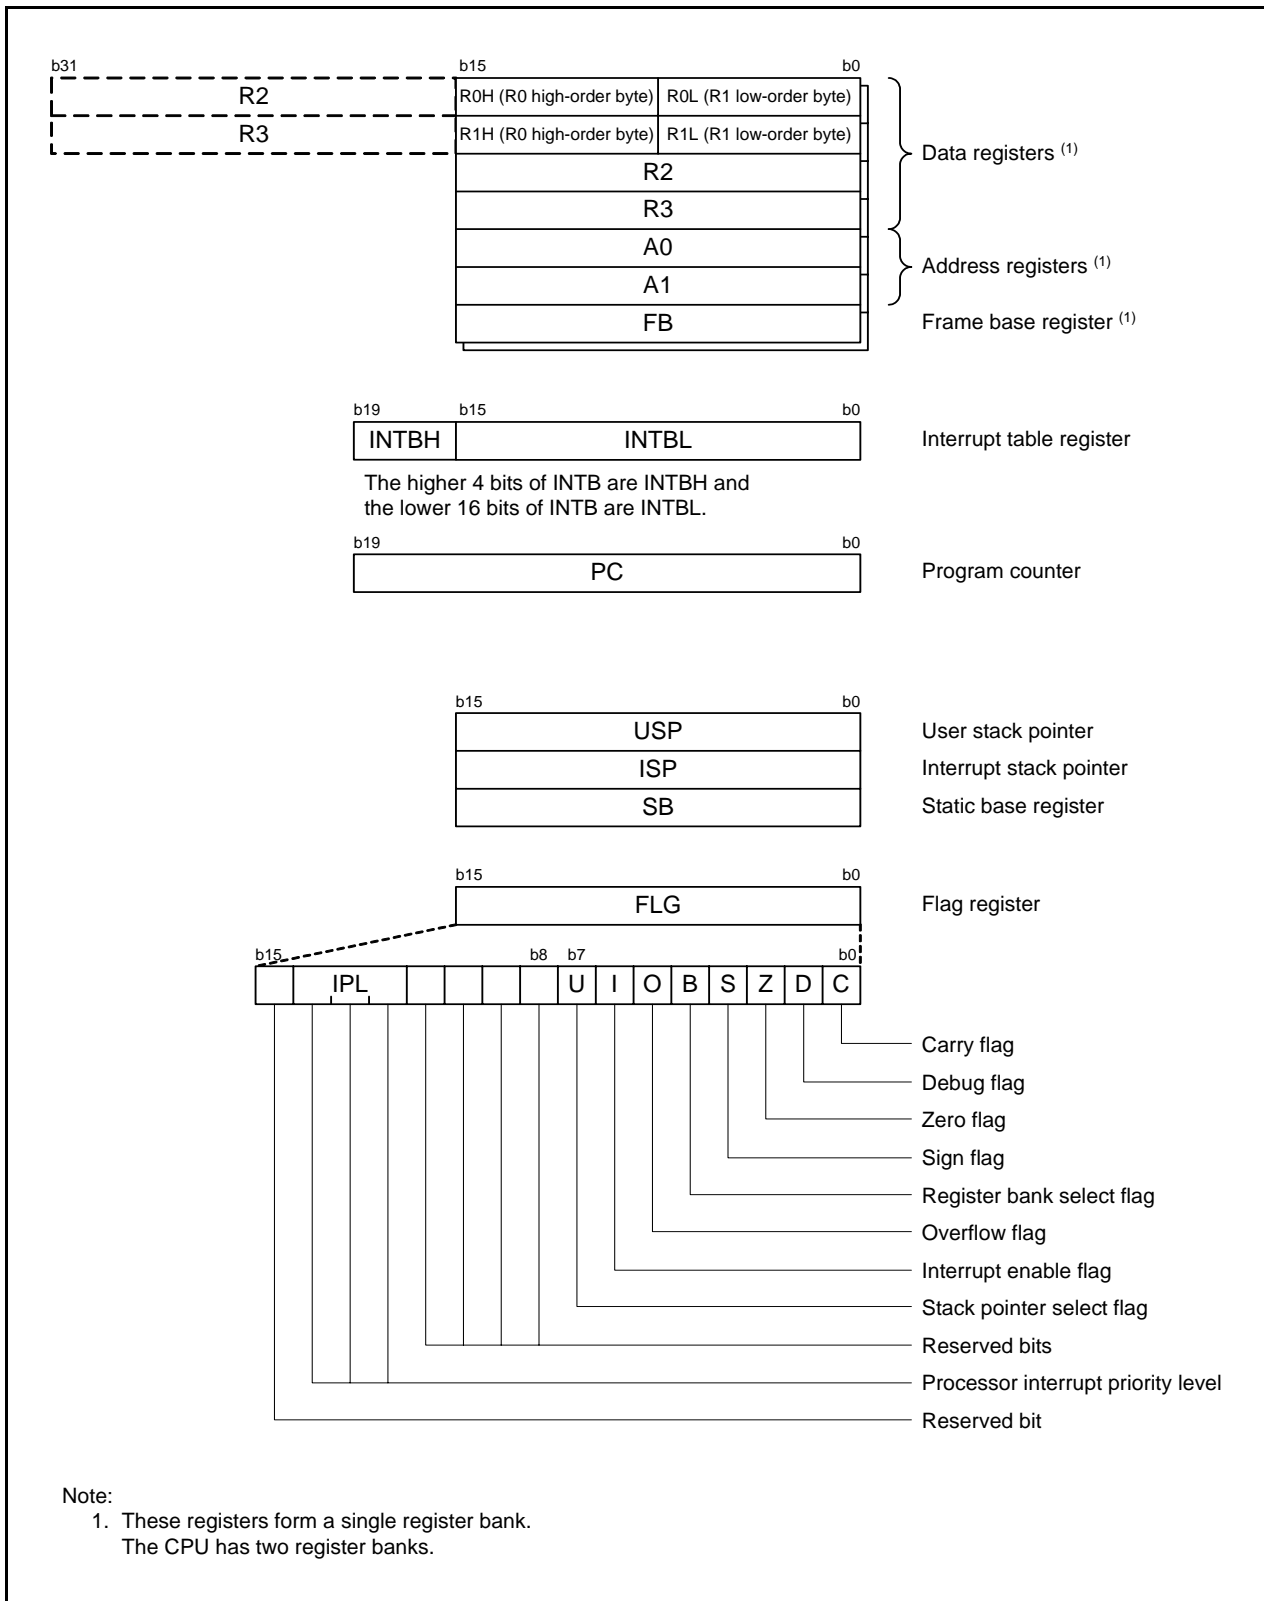 b31 b15 b0
R2 R0H (R0 high-order byte) R0L (R1 low-order byte)
R3 R1H (R0 high-order byte) R1L (R1 low-order byte)
Data registers (1)
R2
R3
A0
Address registers (1)
A1
FB Frame base register (1)
b19 b15 b0
INTBH INTBL Interrupt table register
The higher 4 bits of INTB are INTBH and
the lower 16 bits of INTB are INTBL.
b19 b0
PC Program counter
b15 b0
USP User stack pointer
ISP Interrupt stack pointer
SB Static base register
b15 b0
FLG Flag register
b15 b8 b7 b0
IPL U I O B S Z D C
Carry flag
Debug flag
Zero flag
Sign flag
Register bank select flag
Overflow flag
Interrupt enable flag
Stack pointer select flag
Reserved bits
Processor interrupt priority level
Reserved bit
Note:
1. These registers form a single register bank.
The CPU has two register banks.